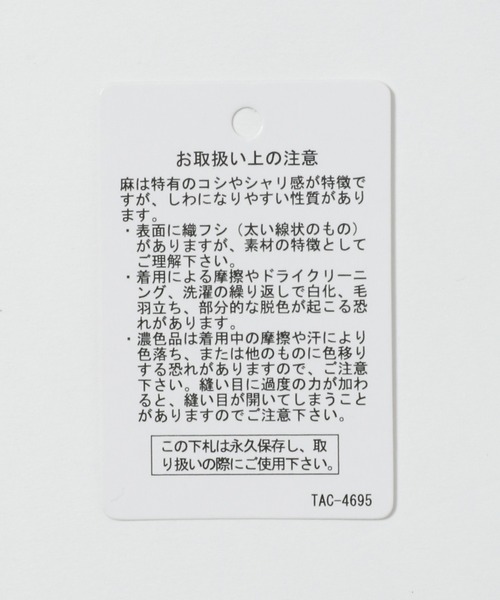 お取扱い上の注意
麻は特有のコシやシャリ感が特徴で
すが、しわになりやすい性質があり
ます。
・表面に織フシ（太い線状のもの）
がありますが、素材の特徴として
ご理解下さい。
・着用による摩擦やドライクリーニ
ング、洗濯の繰り返しで白化、毛
羽立ち、部分的な脱色が起こる恐
れがあります。
・濃色品は着用中の摩擦や汗により
色落ち、または他のものに色移り
する恐れがありますので、ご注意
下さい。縫い目に過度の力が加わ
ると、縫い目が開いてしまうこと
がありますのでご注意下さい。
この下札は永久保存し、取
り扱いの際にご使用下さい。
TAC-4695